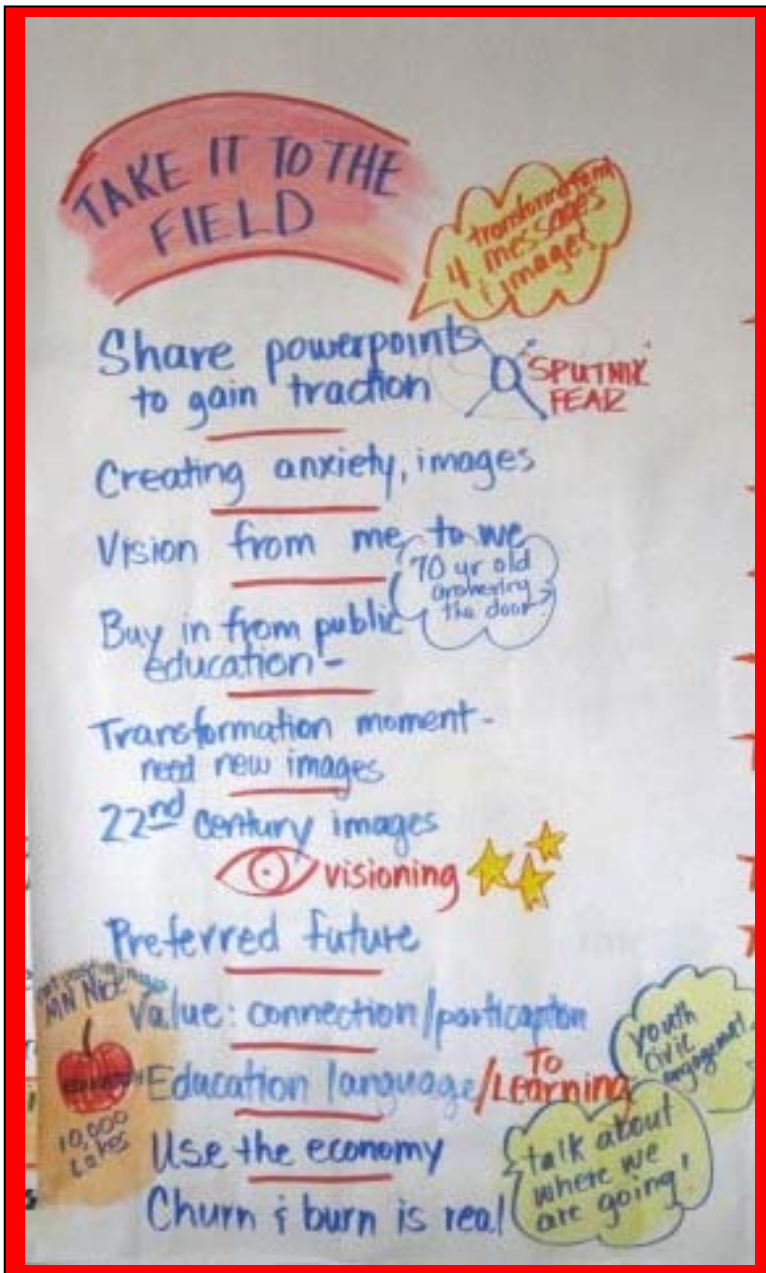 TAKE IT TO THE
FIELD
4 messages
& images
Share powerpoints
to gain traction
"SPUTNIK"
FEAR
Creating anxiety, images
Vision from me to we
70 yr old
answering
the door
Buy in from public
education -
Transformation moment -
need new images
22nd century images
visioning
Preferred future
MN Nice
Value: connection/particapton
youth
civic
engagement
Education language/To
LEARNING
10,000
Lakes
Use the economy
talk about
where we
are going!
Churn & burn is real